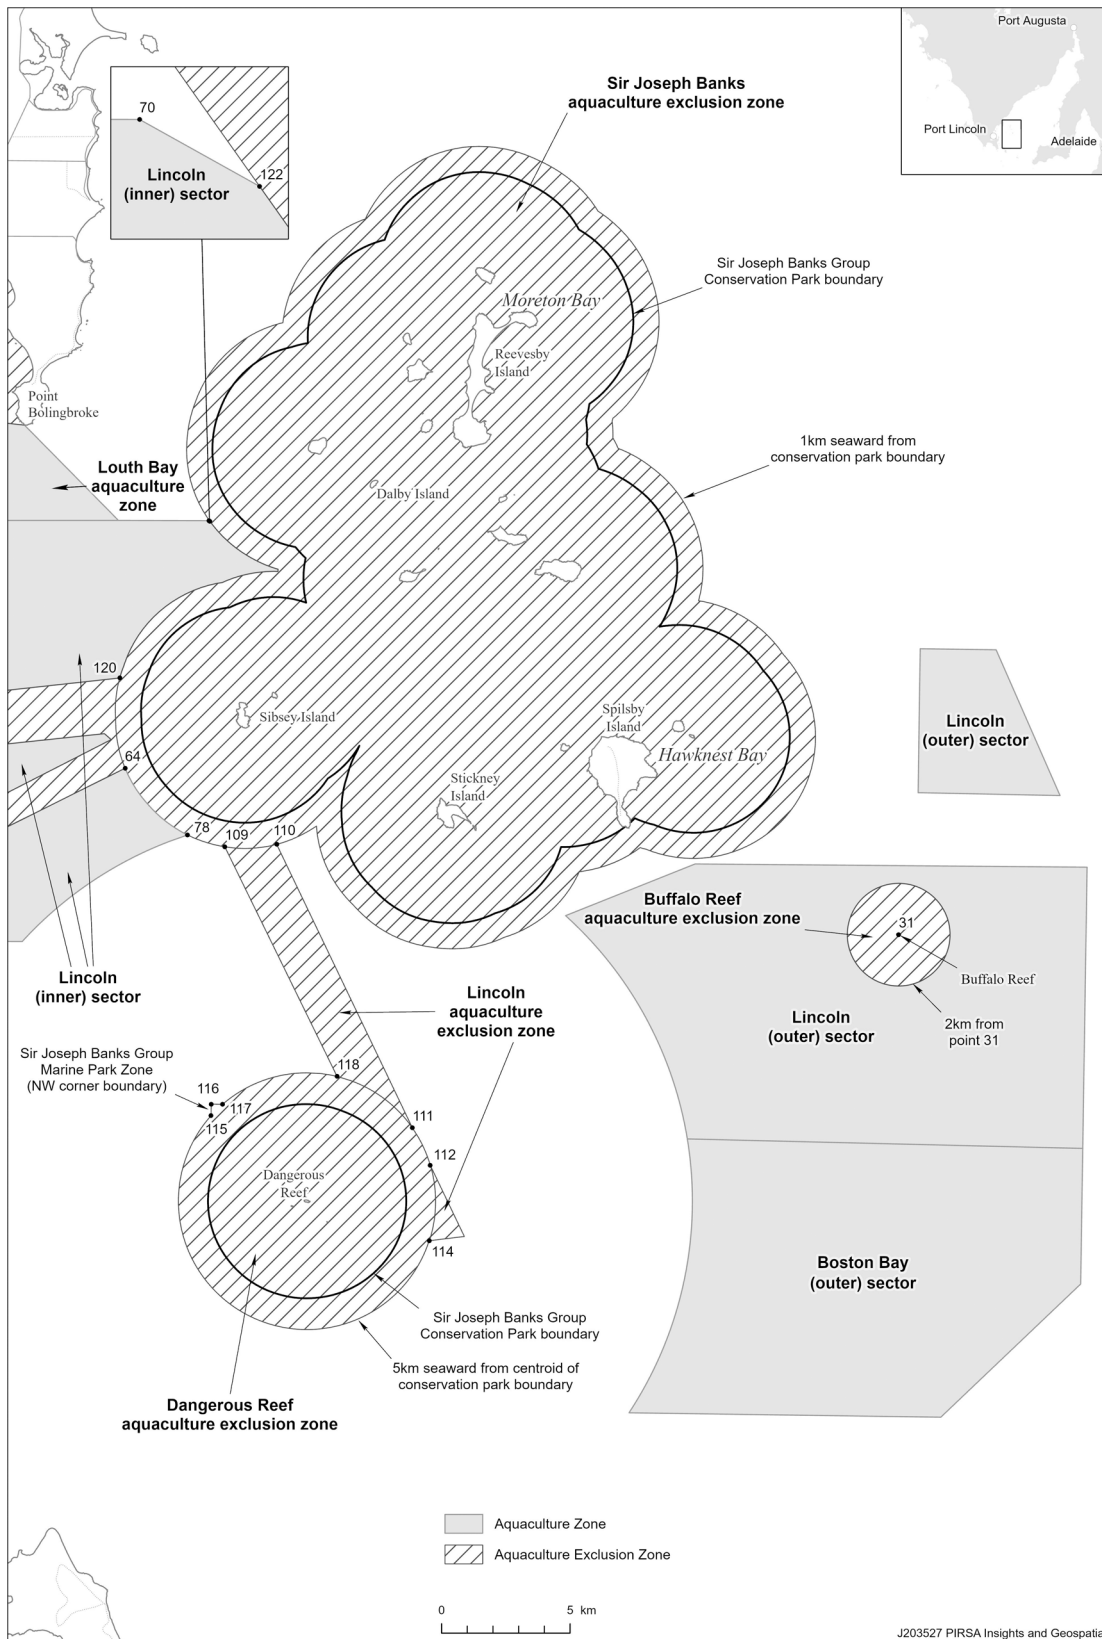 Port Augusta
Port Lincoln
Adelaide
70
Lincoln
(inner) sector
122
Sir Joseph Banks
aquaculture exclusion zone
Sir Joseph Banks Group
Conservation Park boundary
Moreton Bay
Reevesby
Island
Point
Bolingbroke
1km seaward from
conservation park boundary
Louth Bay
aquaculture
zone
Dalby Island
120
Sibsey Island
Spilsby
Island
Hawknest Bay
Lincoln
(outer) sector
64
Stickney
Island
78
109
110
Buffalo Reef
aquaculture exclusion zone
31
Buffalo Reef
Lincoln
(inner) sector
Lincoln
aquaculture
exclusion zone
Lincoln
(outer) sector
2km from
point 31
Sir Joseph Banks Group
Marine Park Zone
(NW corner boundary)
118
116
117
115
111
112
Dangerous
Reef
114
Boston Bay
(outer) sector
Sir Joseph Banks Group
Conservation Park boundary
5km seaward from centroid of
conservation park boundary
Dangerous Reef
aquaculture exclusion zone
Aquaculture Zone
Aquaculture Exclusion Zone
0 5 km
J203527 PIRSA Insights and Geospatia